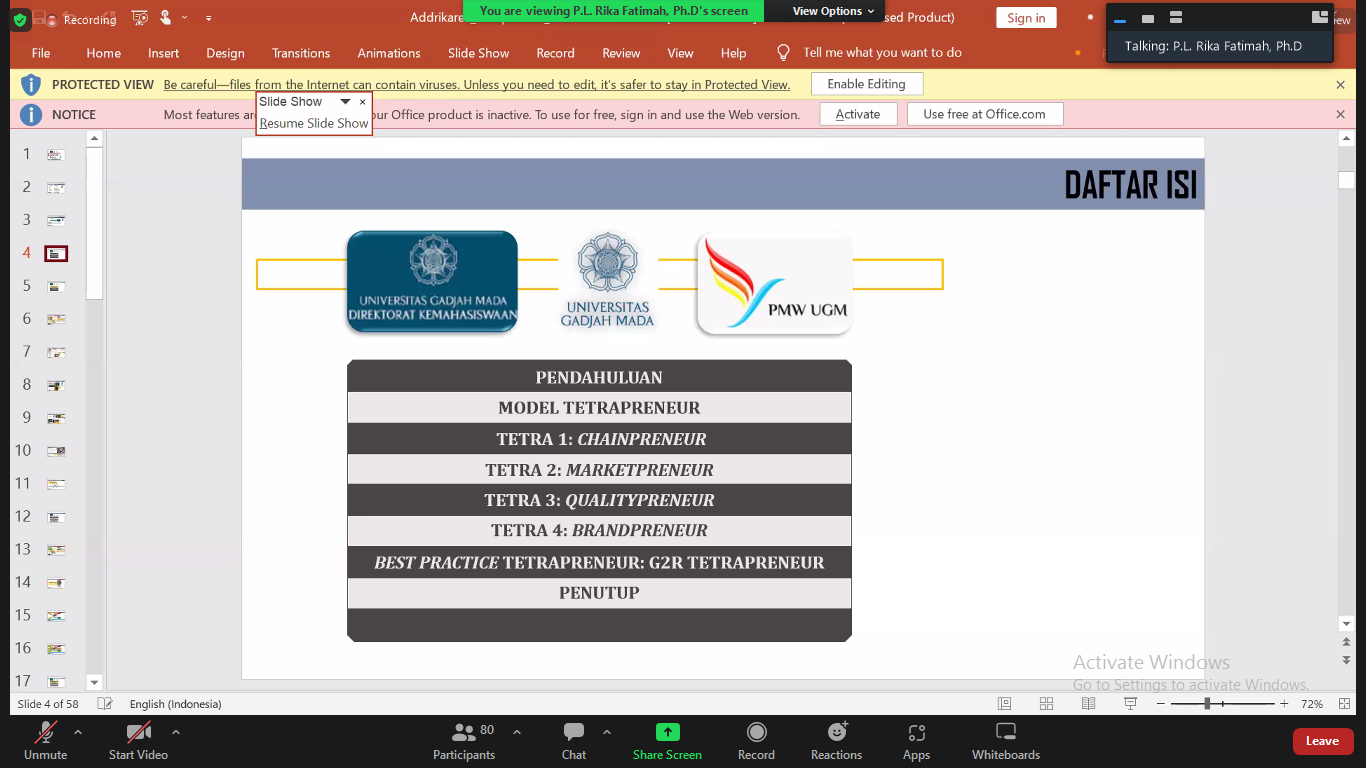 Recording
Addrikare_
You are viewing P.L. Rika Fatimah, Ph.D's screen
View Options
sed Product)
Sign in
Talking: P.L. Rika Fatimah, Ph.D
File Home Insert Design Transitions Animations Slide Show Record Review View Help Tell me what you want to do
PROTECTED VIEW Be careful—files from the Internet can contain viruses. Unless you need to edit, it's safer to stay in Protected View. Enable Editing
Slide Show
Resume Slide Show
NOTICE Most features are our Office product is inactive. To use for free, sign in and use the Web version. Activate Use free at Office.com
1
2
3
4
5
6
7
8
9
10
11
12
13
14
15
16
17
DAFTAR ISI
UNIVERSITAS GADJAH MADA
DIREKTORAT KEMAHASISWAAN
UNIVERSITAS
GADJAH MADA
PMW UGM
PENDAHULUAN
MODEL TETRAPRENEUR
TETRA 1: CHAINPRENEUR
TETRA 2: MARKETPRENEUR
TETRA 3: QUALITYPRENEUR
TETRA 4: BRANDPRENEUR
BEST PRACTICE TETRAPRENEUR: G2R TETRAPRENEUR
PENUTUP
Activate Windows
Go to Settings to activate Windows.
Slide 4 of 58 English (Indonesia) 72%
Unmute Start Video Participants 80 Chat Share Screen Record Reactions Apps Whiteboards Leave